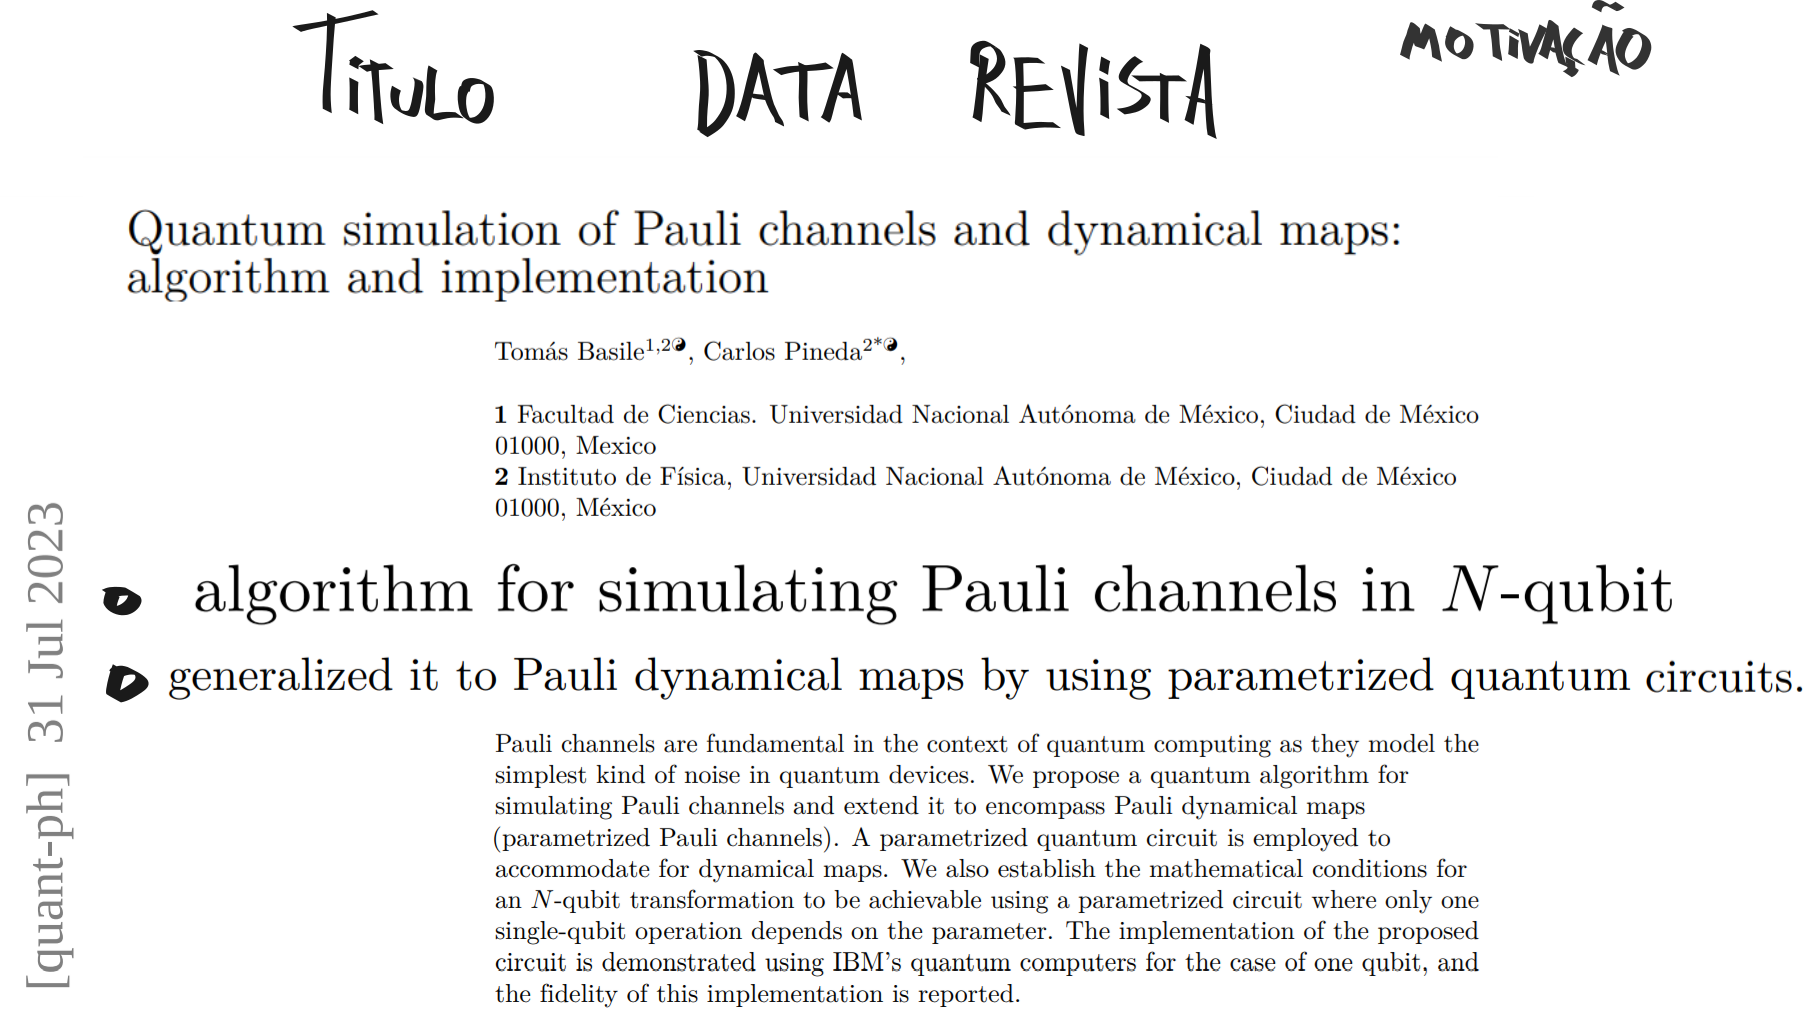 TiTULO DATA REViSTA MOTiVAÇÃO
Quantum simulation of Pauli channels and dynamical maps:
algorithm and implementation
Tomás Basile1,2, Carlos Pineda2*,
1 Facultad de Ciencias. Universidad Nacional Autónoma de México, Ciudad de México
01000, Mexico
2 Instituto de Física, Universidad Nacional Autónoma de México, Ciudad de México
01000, México
[quant-ph] 31 Jul 2023
algorithm for simulating Pauli channels in N-qubit
generalized it to Pauli dynamical maps by using parametrized quantum circuits.
Pauli channels are fundamental in the context of quantum computing as they model the
simplest kind of noise in quantum devices. We propose a quantum algorithm for
simulating Pauli channels and extend it to encompass Pauli dynamical maps
(parametrized Pauli channels). A parametrized quantum circuit is employed to
accommodate for dynamical maps. We also establish the mathematical conditions for
an N-qubit transformation to be achievable using a parametrized circuit where only one
single-qubit operation depends on the parameter. The implementation of the proposed
circuit is demonstrated using IBM's quantum computers for the case of one qubit, and
the fidelity of this implementation is reported.